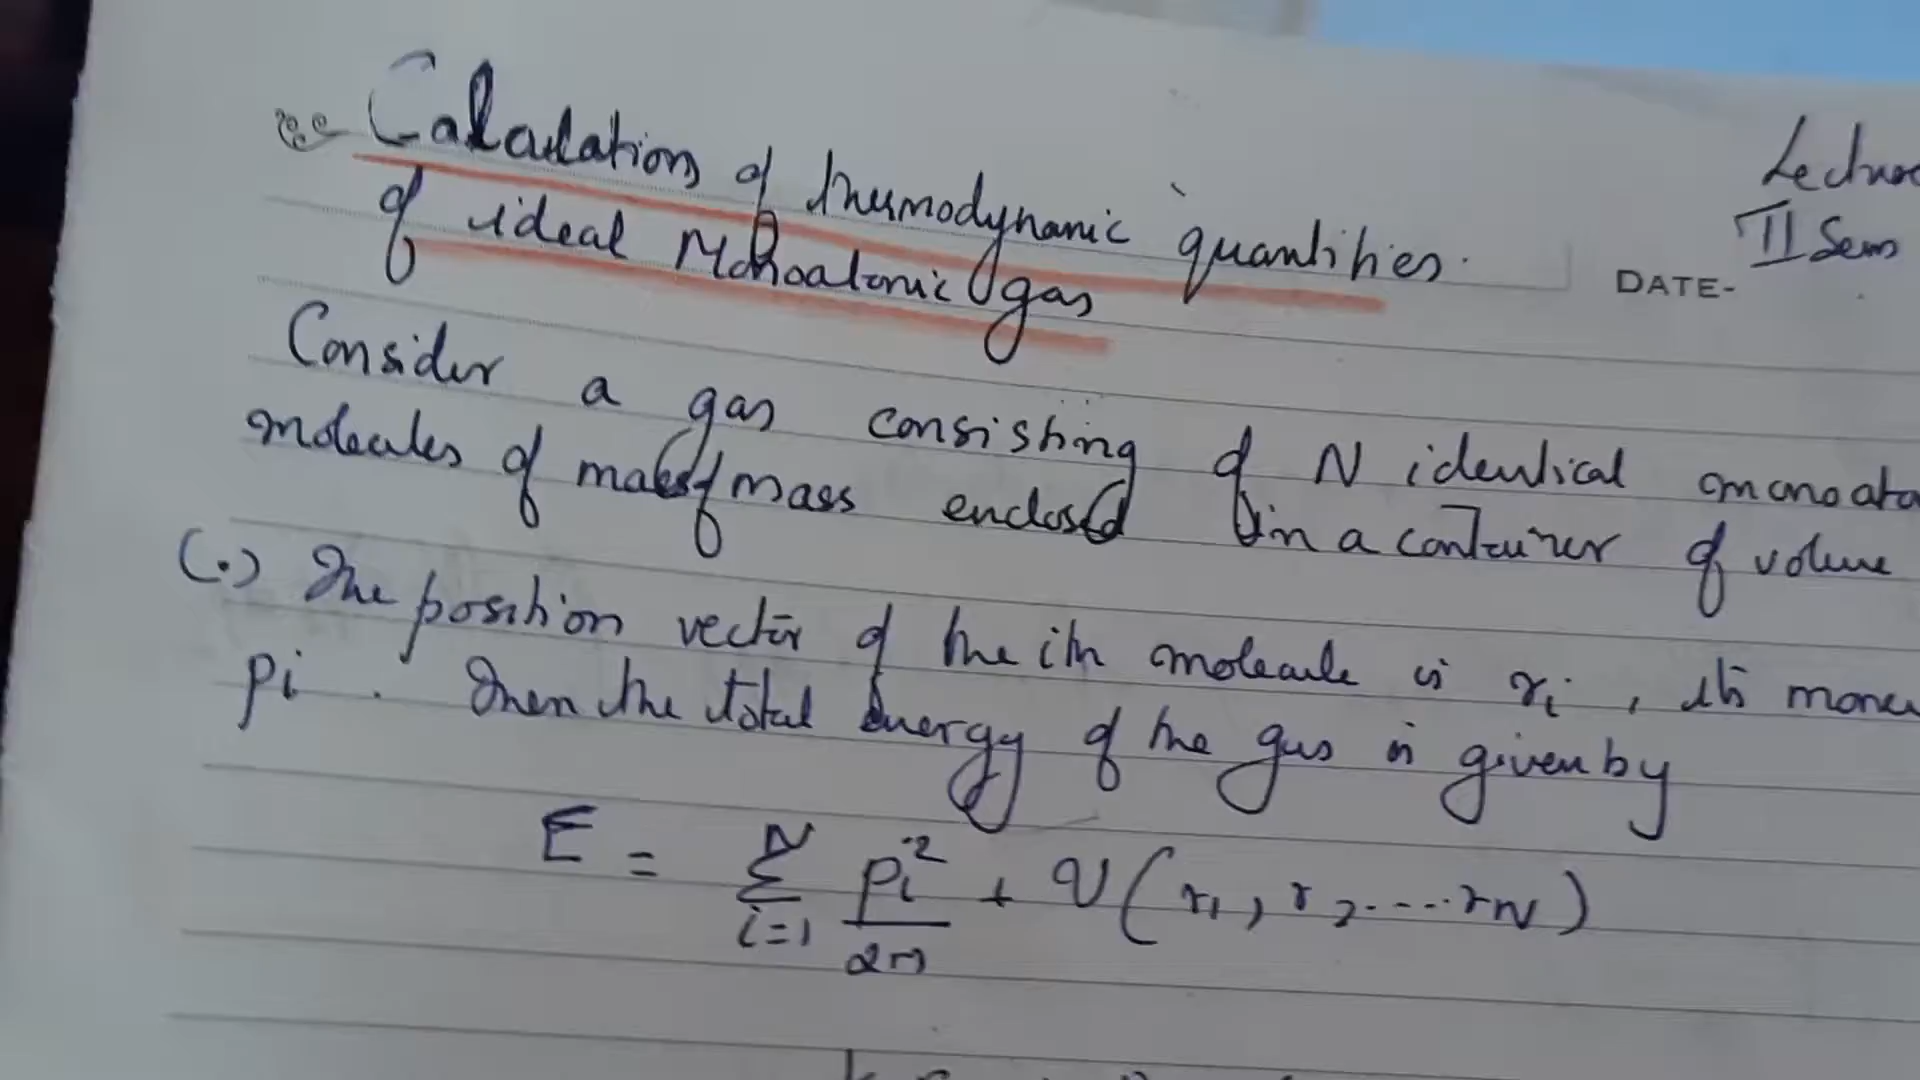 Calculation of thermodynamic quantities.
of ideal Monoatomic gas
Lectur
II Sem
DATE-
Consider a gas consisting of N identical monoato
molecules of mass enclosed in a container of volume
(.) The position vector of the ith molecule is ri, its momen
pi. Then the total Energy of the gas is given by
E = N Σ i=1 pi² / 2m + U(r1, r2, ....rN)